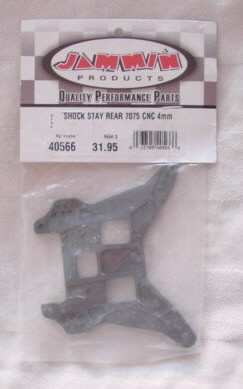 JAMMIN
PRODUCTS
QUALITY PERFORMANCE PARTS
SHOCK STAY REAR 7075 CNC 4mm
40566 31.95